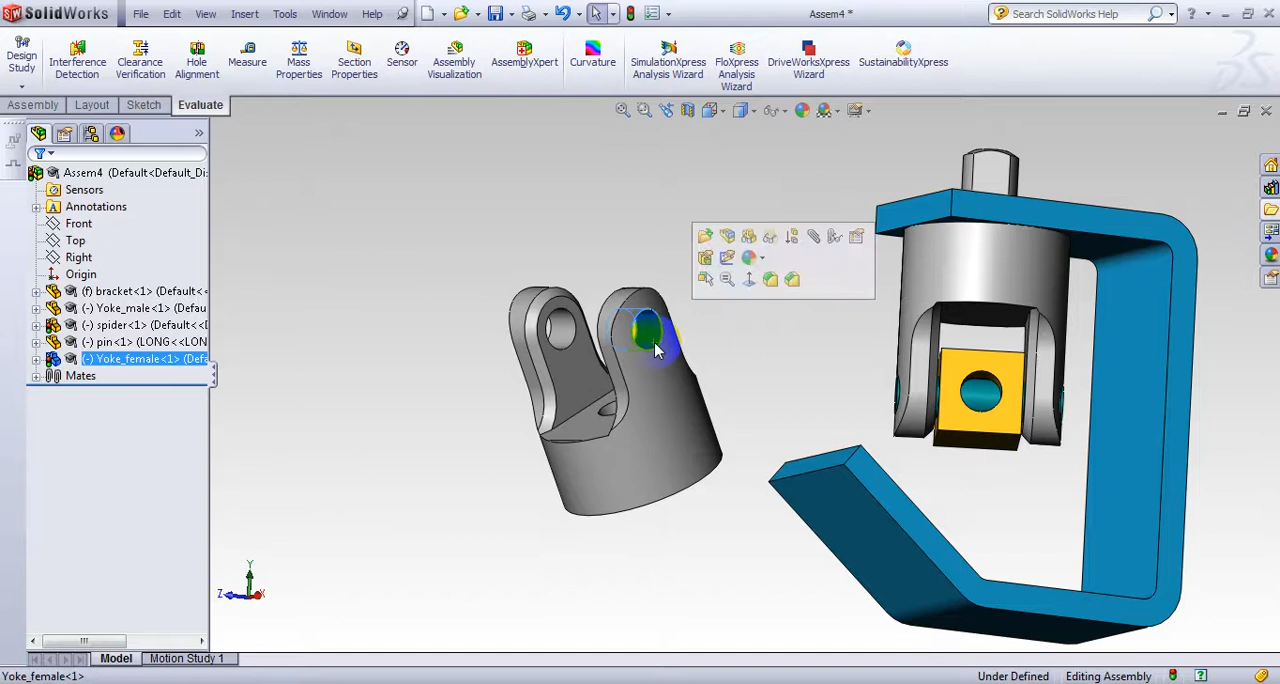 SolidWorks File Edit View Insert Tools Window Help Assem4 * Search SolidWorks Help
Design Study
Interference Detection
Clearance Verification
Hole Alignment
Measure
Mass Properties
Section Properties
Sensor
Assembly Visualization
AssemblyXpert
Curvature
SimulationXpress Analysis Wizard
FloXpress Analysis Wizard
DriveWorksXpress Wizard
SustainabilityXpress
Assembly Layout Sketch Evaluate
Assem4 (Default<Default_Di
Sensors
Annotations
Front
Top
Right
Origin
(f) bracket<1> (Default<<
(-) Yoke_male<1> (Default
(-) spider<1> (Default<<D
(-) pin<1> (LONG<<LON
(-) Yoke_female<1> (Defa
Mates
Y
Z X
Model Motion Study 1
Yoke_female<1> Under Defined Editing Assembly